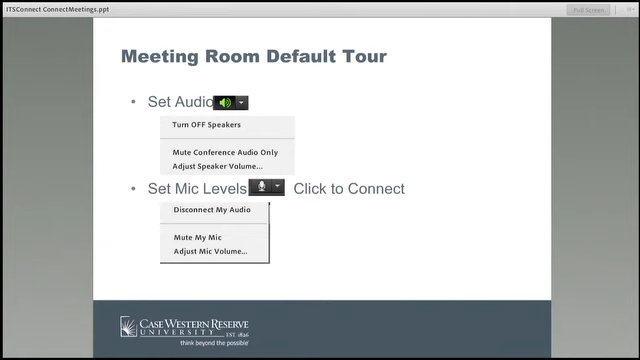 ITSConnect ConnectMeetings.ppt
Full Screen
Meeting Room Default Tour
• Set Audio
Turn OFF Speakers
Mute Conference Audio Only
Adjust Speaker Volume...
• Set Mic Levels Click to Connect
Disconnect My Audio
Mute My Mic
Adjust Mic Volume...
CASE WESTERN RESERVE
UNIVERSITY EST. 1826
think beyond the possible®